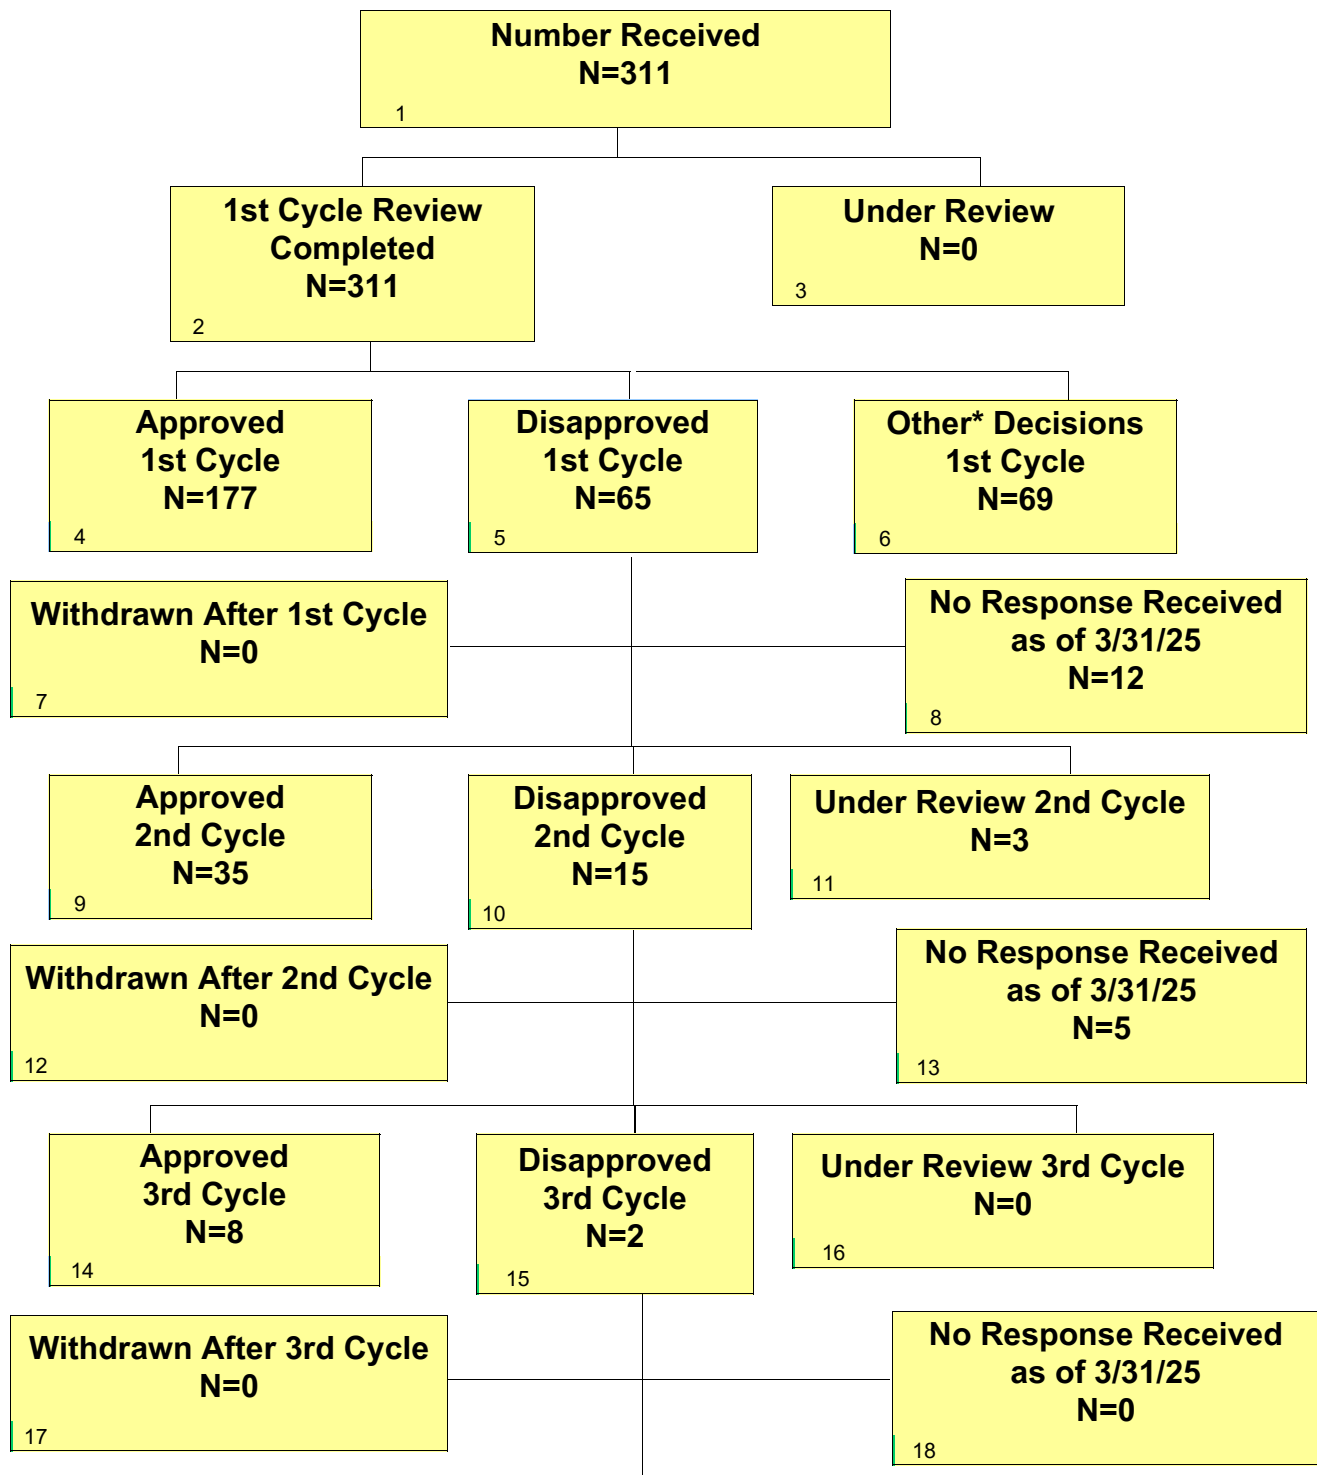 Number Received
N=311
1
1st Cycle Review
Completed
N=311
2
Under Review
N=0
3
Approved
1st Cycle
N=177
4
Disapproved
1st Cycle
N=65
5
Other* Decisions
1st Cycle
N=69
6
Withdrawn After 1st Cycle
N=0
7
No Response Received
as of 3/31/25
N=12
8
Approved
2nd Cycle
N=35
9
Disapproved
2nd Cycle
N=15
10
Under Review 2nd Cycle
N=3
11
Withdrawn After 2nd Cycle
N=0
12
No Response Received
as of 3/31/25
N=5
13
Approved
3rd Cycle
N=8
14
Disapproved
3rd Cycle
N=2
15
Under Review 3rd Cycle
N=0
16
Withdrawn After 3rd Cycle
N=0
17
No Response Received
as of 3/31/25
N=0
18